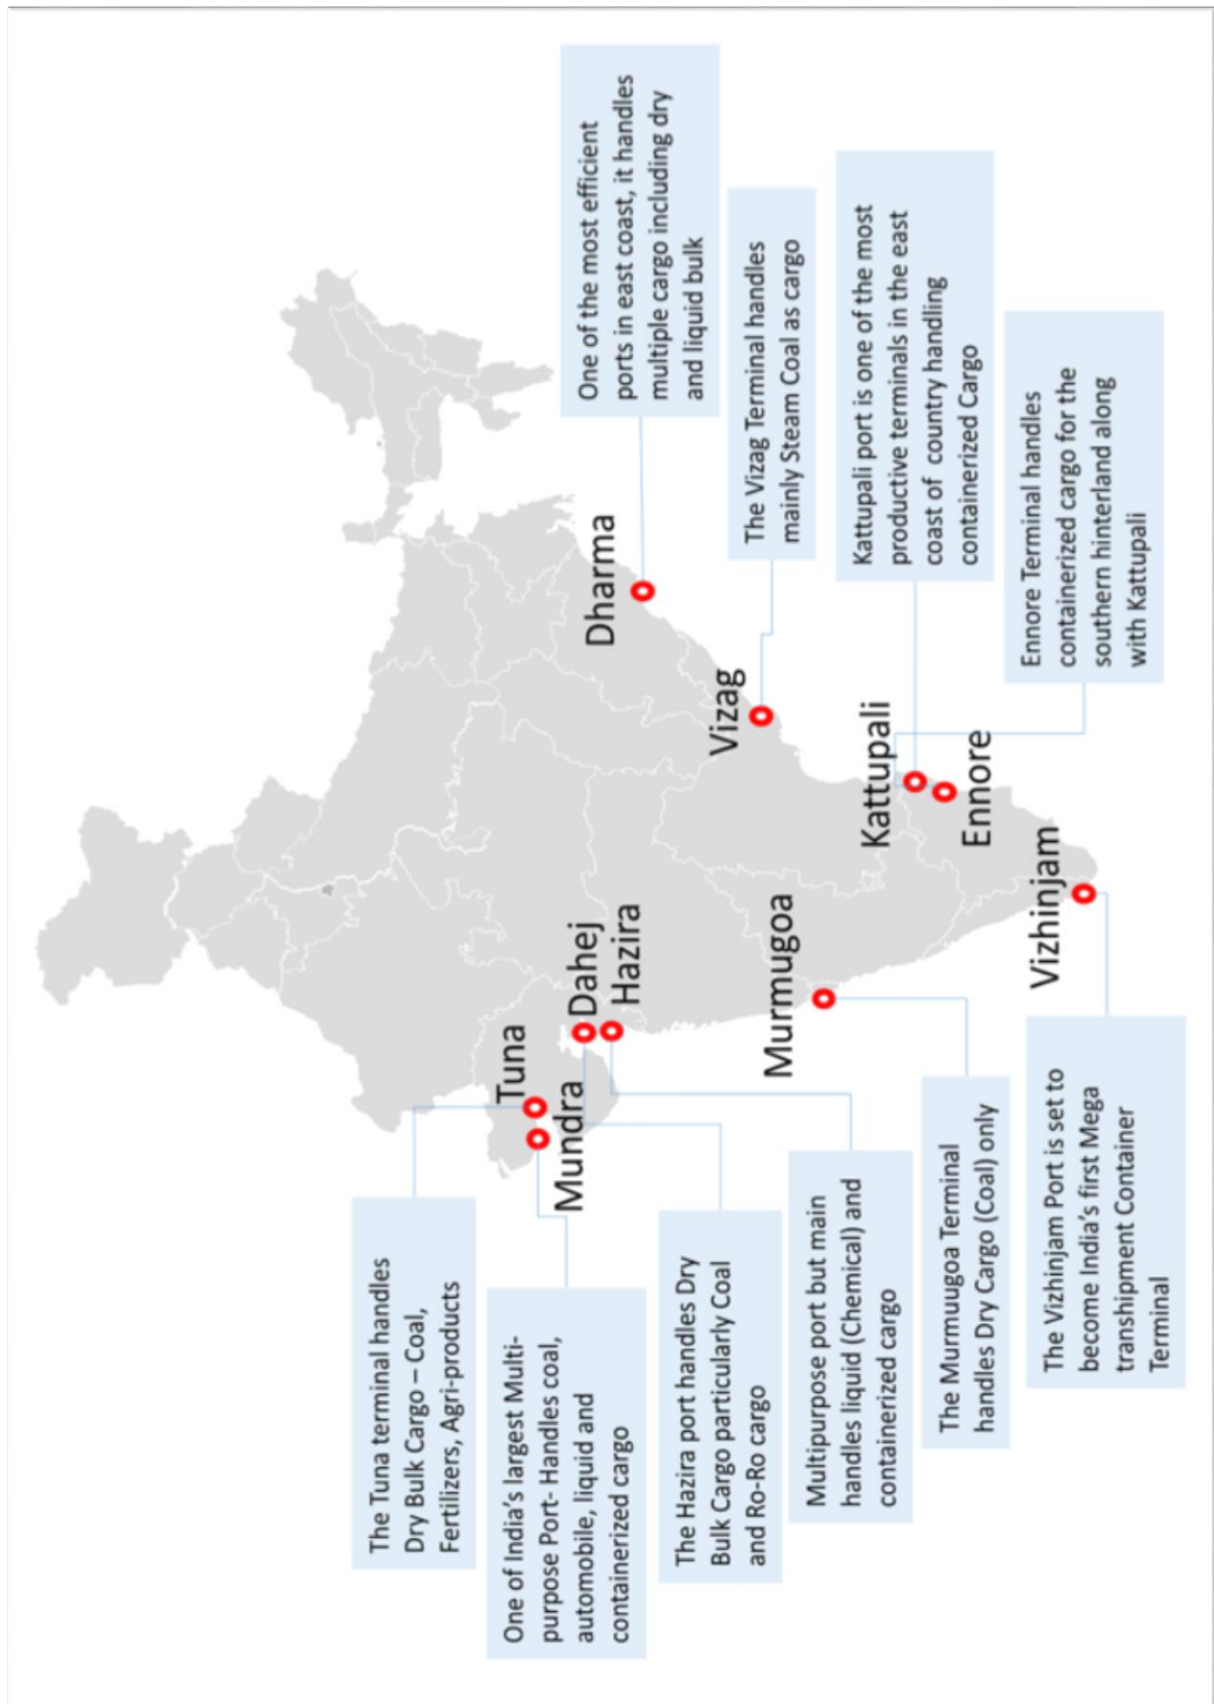 The Tuna terminal handles
Dry Bulk Cargo – Coal,
Fertilizers, Agri-products
One of India's largest Multi-
purpose Port- Handles coal,
automobile, liquid and
containerized cargo
The Hazira port handles Dry
Bulk Cargo particularly Coal
and Ro-Ro cargo
Multipurpose port but main
handles liquid (Chemical) and
containerized cargo
The Murmuugoa Terminal
handles Dry Cargo (Coal) only
The Vizhinjam Port is set to
become India's first Mega
transhipment Container
Terminal
Tuna
Mundra
Dahej
Hazira
Murmugoa
Vizhinjam
Dharma
Vizag
Kattupali
Ennore
One of the most efficient
ports in east coast, it handles
multiple cargo including dry
and liquid bulk
The Vizag Terminal handles
mainly Steam Coal as cargo
Kattupali port is one of the most
productive terminals in the east
coast of country handling
containerized Cargo
Ennore Terminal handles
containerized cargo for the
southern hinterland along
with Kattupali